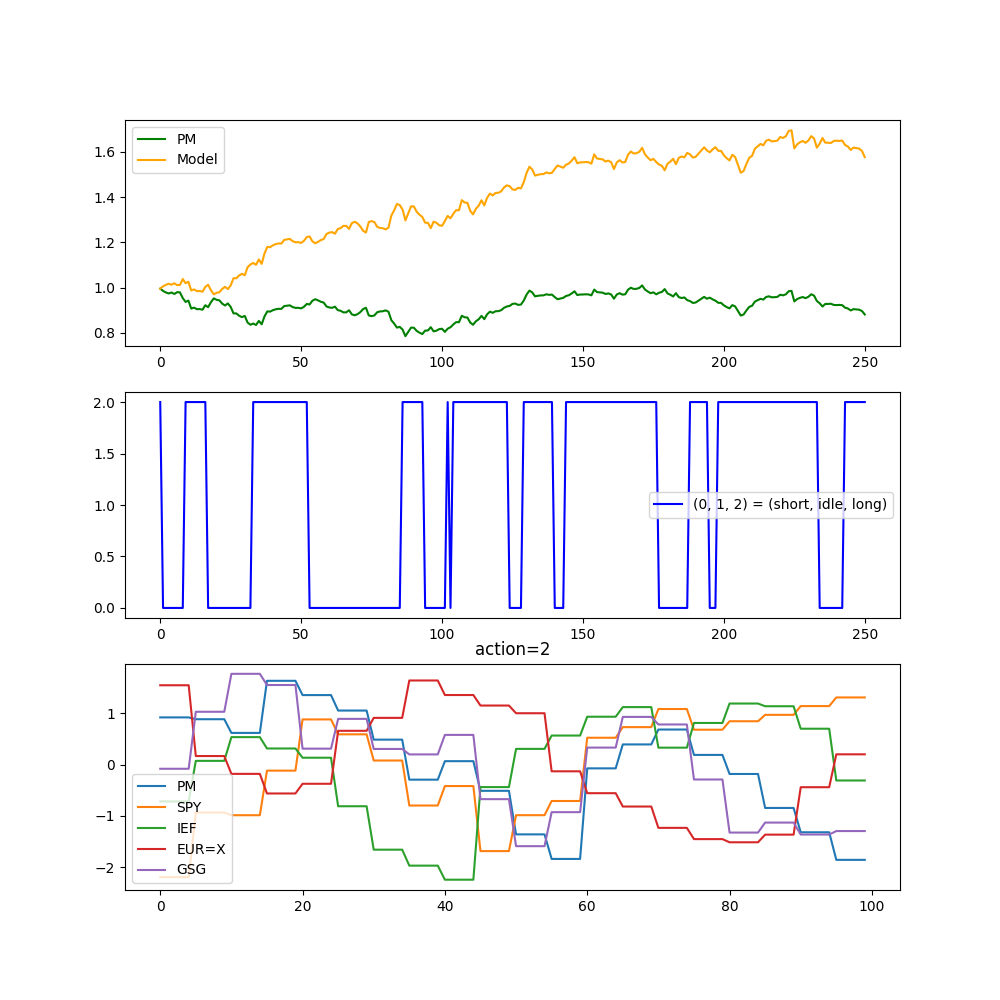 PM
Model
1.6
1.4
1.2
1.0
0.8
0 50 100 150 200 250
2.0
1.5
1.0
0.5
0.0
(0, 1, 2) = (short, idle, long)
0 50 100 150 200 250
action=2
1
0
−1
−2
PM
SPY
IEF
EUR=X
GSG
0 20 40 60 80 100